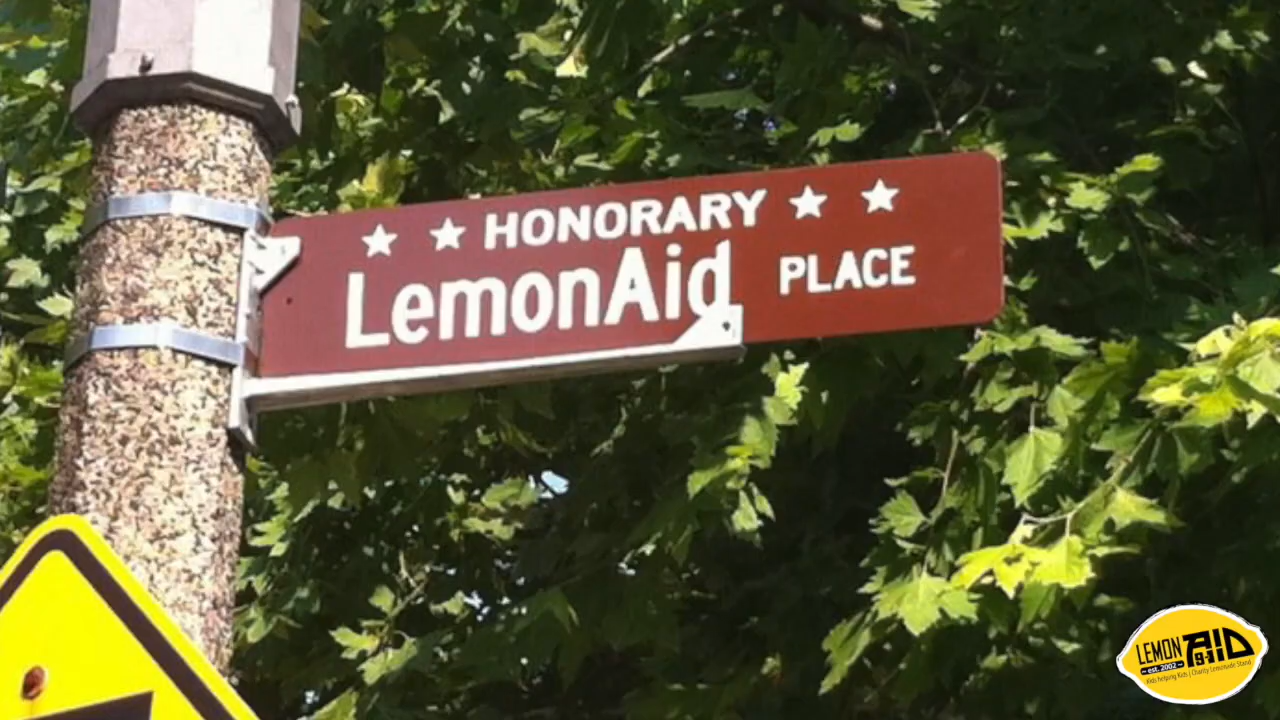 HONORARY
LemonAid PLACE
LEMON AID
est. 2002
Kids helping Kids | Charity Lemonade Stand